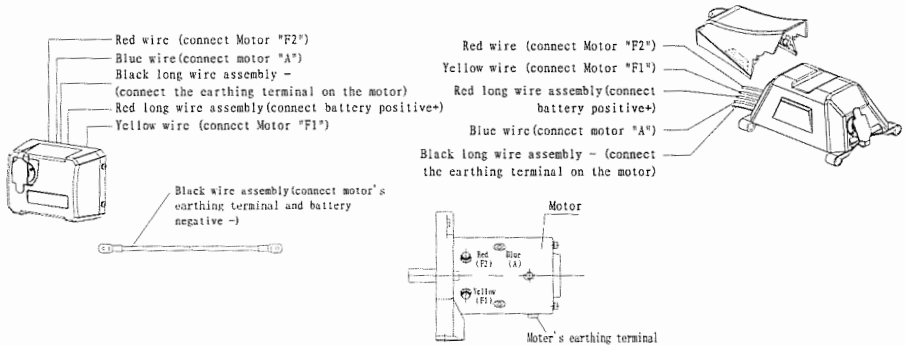 Red wire (connect Motor "F2")
Blue wire(connect motor "A")
Black long wire assembly -
(connect the earthing terminal on the motor)
Red long wire assembly(connect battery positive+)
Yellow wire (connect Motor "F1")
Black wire assembly(connect motor's
earthing terminal and battery
negative -)
Red wire (connect Motor "F2")
Yellow wire (connect Motor "F1")
Red long wire assembly(connect
battery positive+)
Blue wire(connect motor "A")
Black long wire assembly - (connect
the earthing terminal on the motor)
Motor
Red
(F2)
Blue
(A)
Yellow
(F1)
Moter's earthing terminal